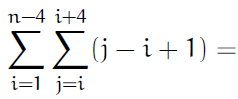 n−4 i+4
∑ ∑ (j − i + 1) =
i=1 j=i